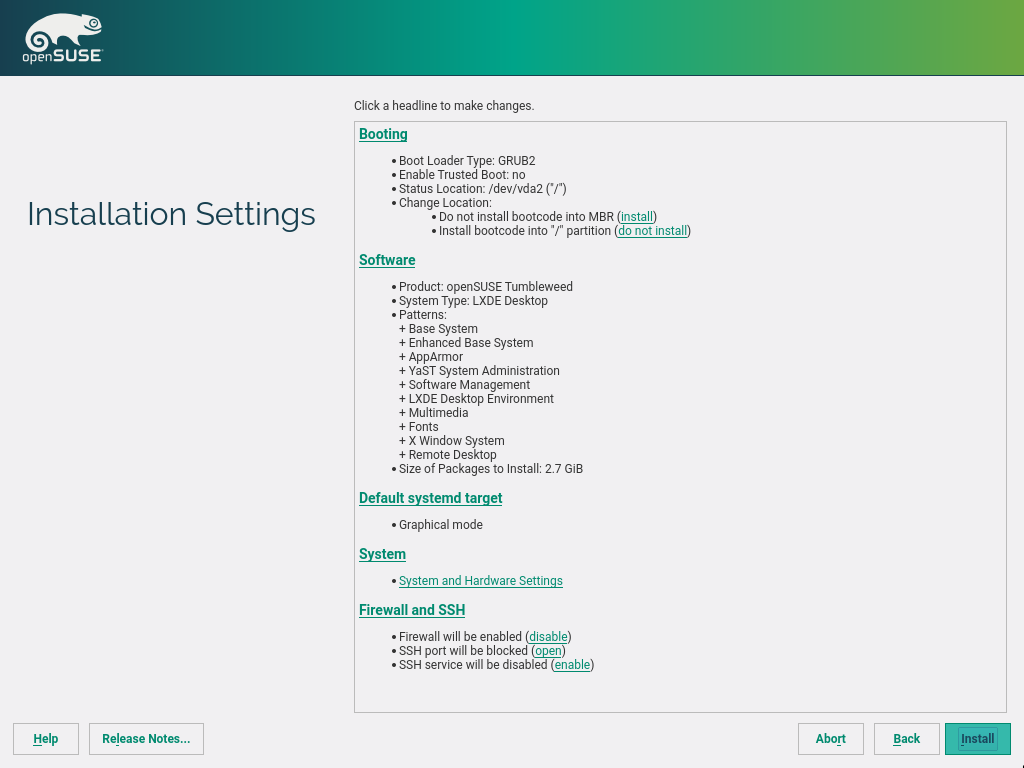 openSUSE
Click a headline to make changes.
Installation Settings
Booting
• Boot Loader Type: GRUB2
• Enable Trusted Boot: no
• Status Location: /dev/vda2 ("/")
• Change Location:
• Do not install bootcode into MBR (install)
• Install bootcode into "/" partition (do not install)
Software
• Product: openSUSE Tumbleweed
• System Type: LXDE Desktop
• Patterns:
+ Base System
+ Enhanced Base System
+ AppArmor
+ YaST System Administration
+ Software Management
+ LXDE Desktop Environment
+ Multimedia
+ Fonts
+ X Window System
+ Remote Desktop
• Size of Packages to Install: 2.7 GiB
Default systemd target
• Graphical mode
System
• System and Hardware Settings
Firewall and SSH
• Firewall will be enabled (disable)
• SSH port will be blocked (open)
• SSH service will be disabled (enable)
Help Release Notes... Abort Back Install